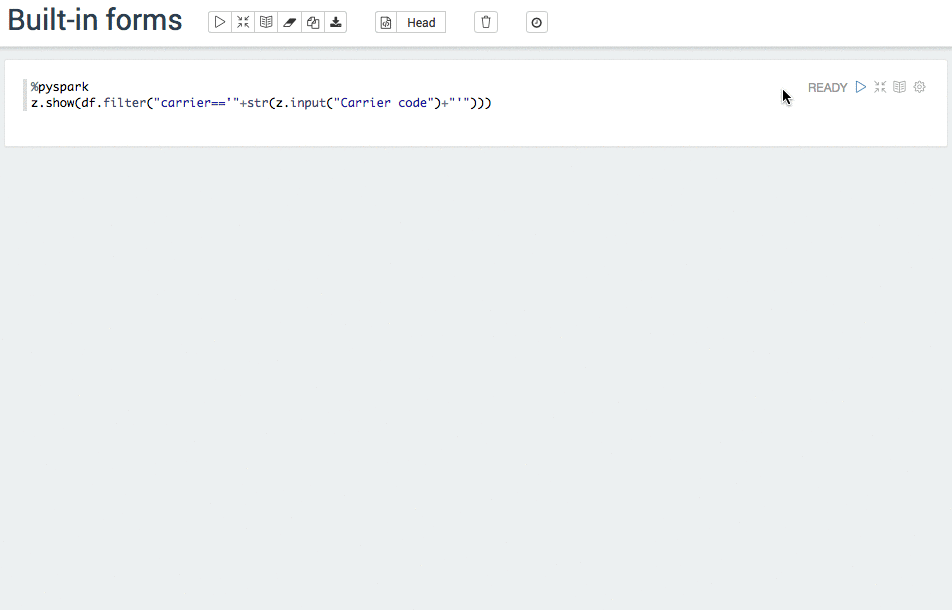 Built-in forms
Head
%pyspark
READY
z.show(df.filter("carrier=='"+str(z.input("Carrier code")+"'")))